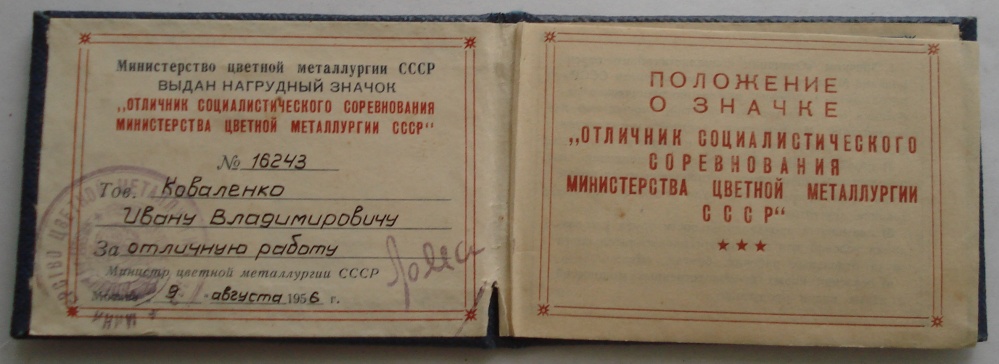 Министерство цветной металлургии СССР
ВЫДАН НАГРУДНЫЙ ЗНАЧОК
„ОТЛИЧНИК СОЦИАЛИСТИЧЕСКОГО СОРЕВНОВАНИЯ
МИНИСТЕРСТВА ЦВЕТНОЙ МЕТАЛЛУРГИИ СССР"
№ 16243
Тов. Коваленко
Ивану Владимировичу
За отличную работу
Министр цветной металлургии СССР
Москва 9 августа 1956 г.
ПОЛОЖЕНИЕ
О ЗНАЧКЕ
„ОТЛИЧНИК СОЦИАЛИСТИЧЕСКОГО
СОРЕВНОВАНИЯ
МИНИСТЕРСТВА ЦВЕТНОЙ МЕТАЛЛУРГИИ
СССР"